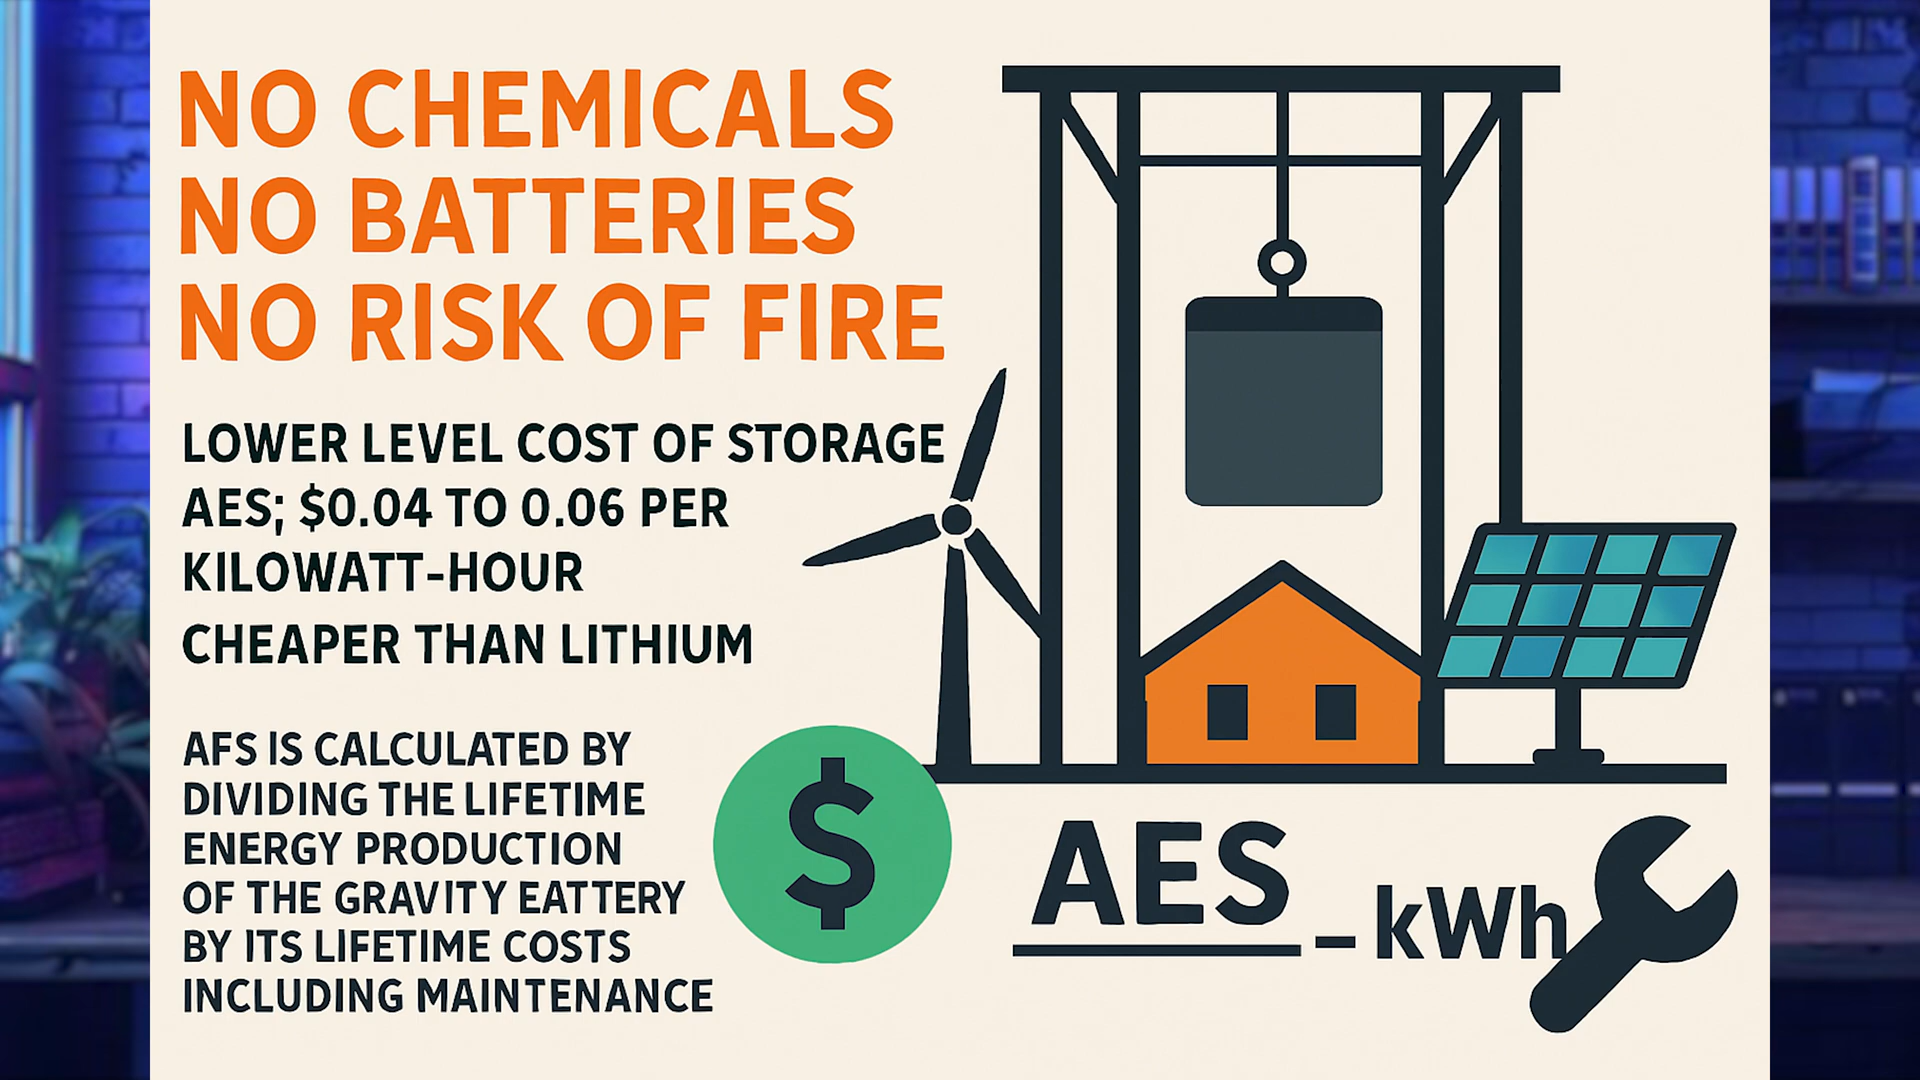 NO CHEMICALS
NO BATTERIES
NO RISK OF FIRE
LOWER LEVEL COST OF STORAGE
AES; $0.04 TO 0.06 PER
KILOWATT-HOUR
CHEAPER THAN LITHIUM
AFS IS CALCULATED BY
DIVIDING THE LIFETIME
ENERGY PRODUCTION
OF THE GRAVITY EATTERY
BY ITS LIFETIME COSTS
INCLUDING MAINTENANCE
$
AES
– kWh